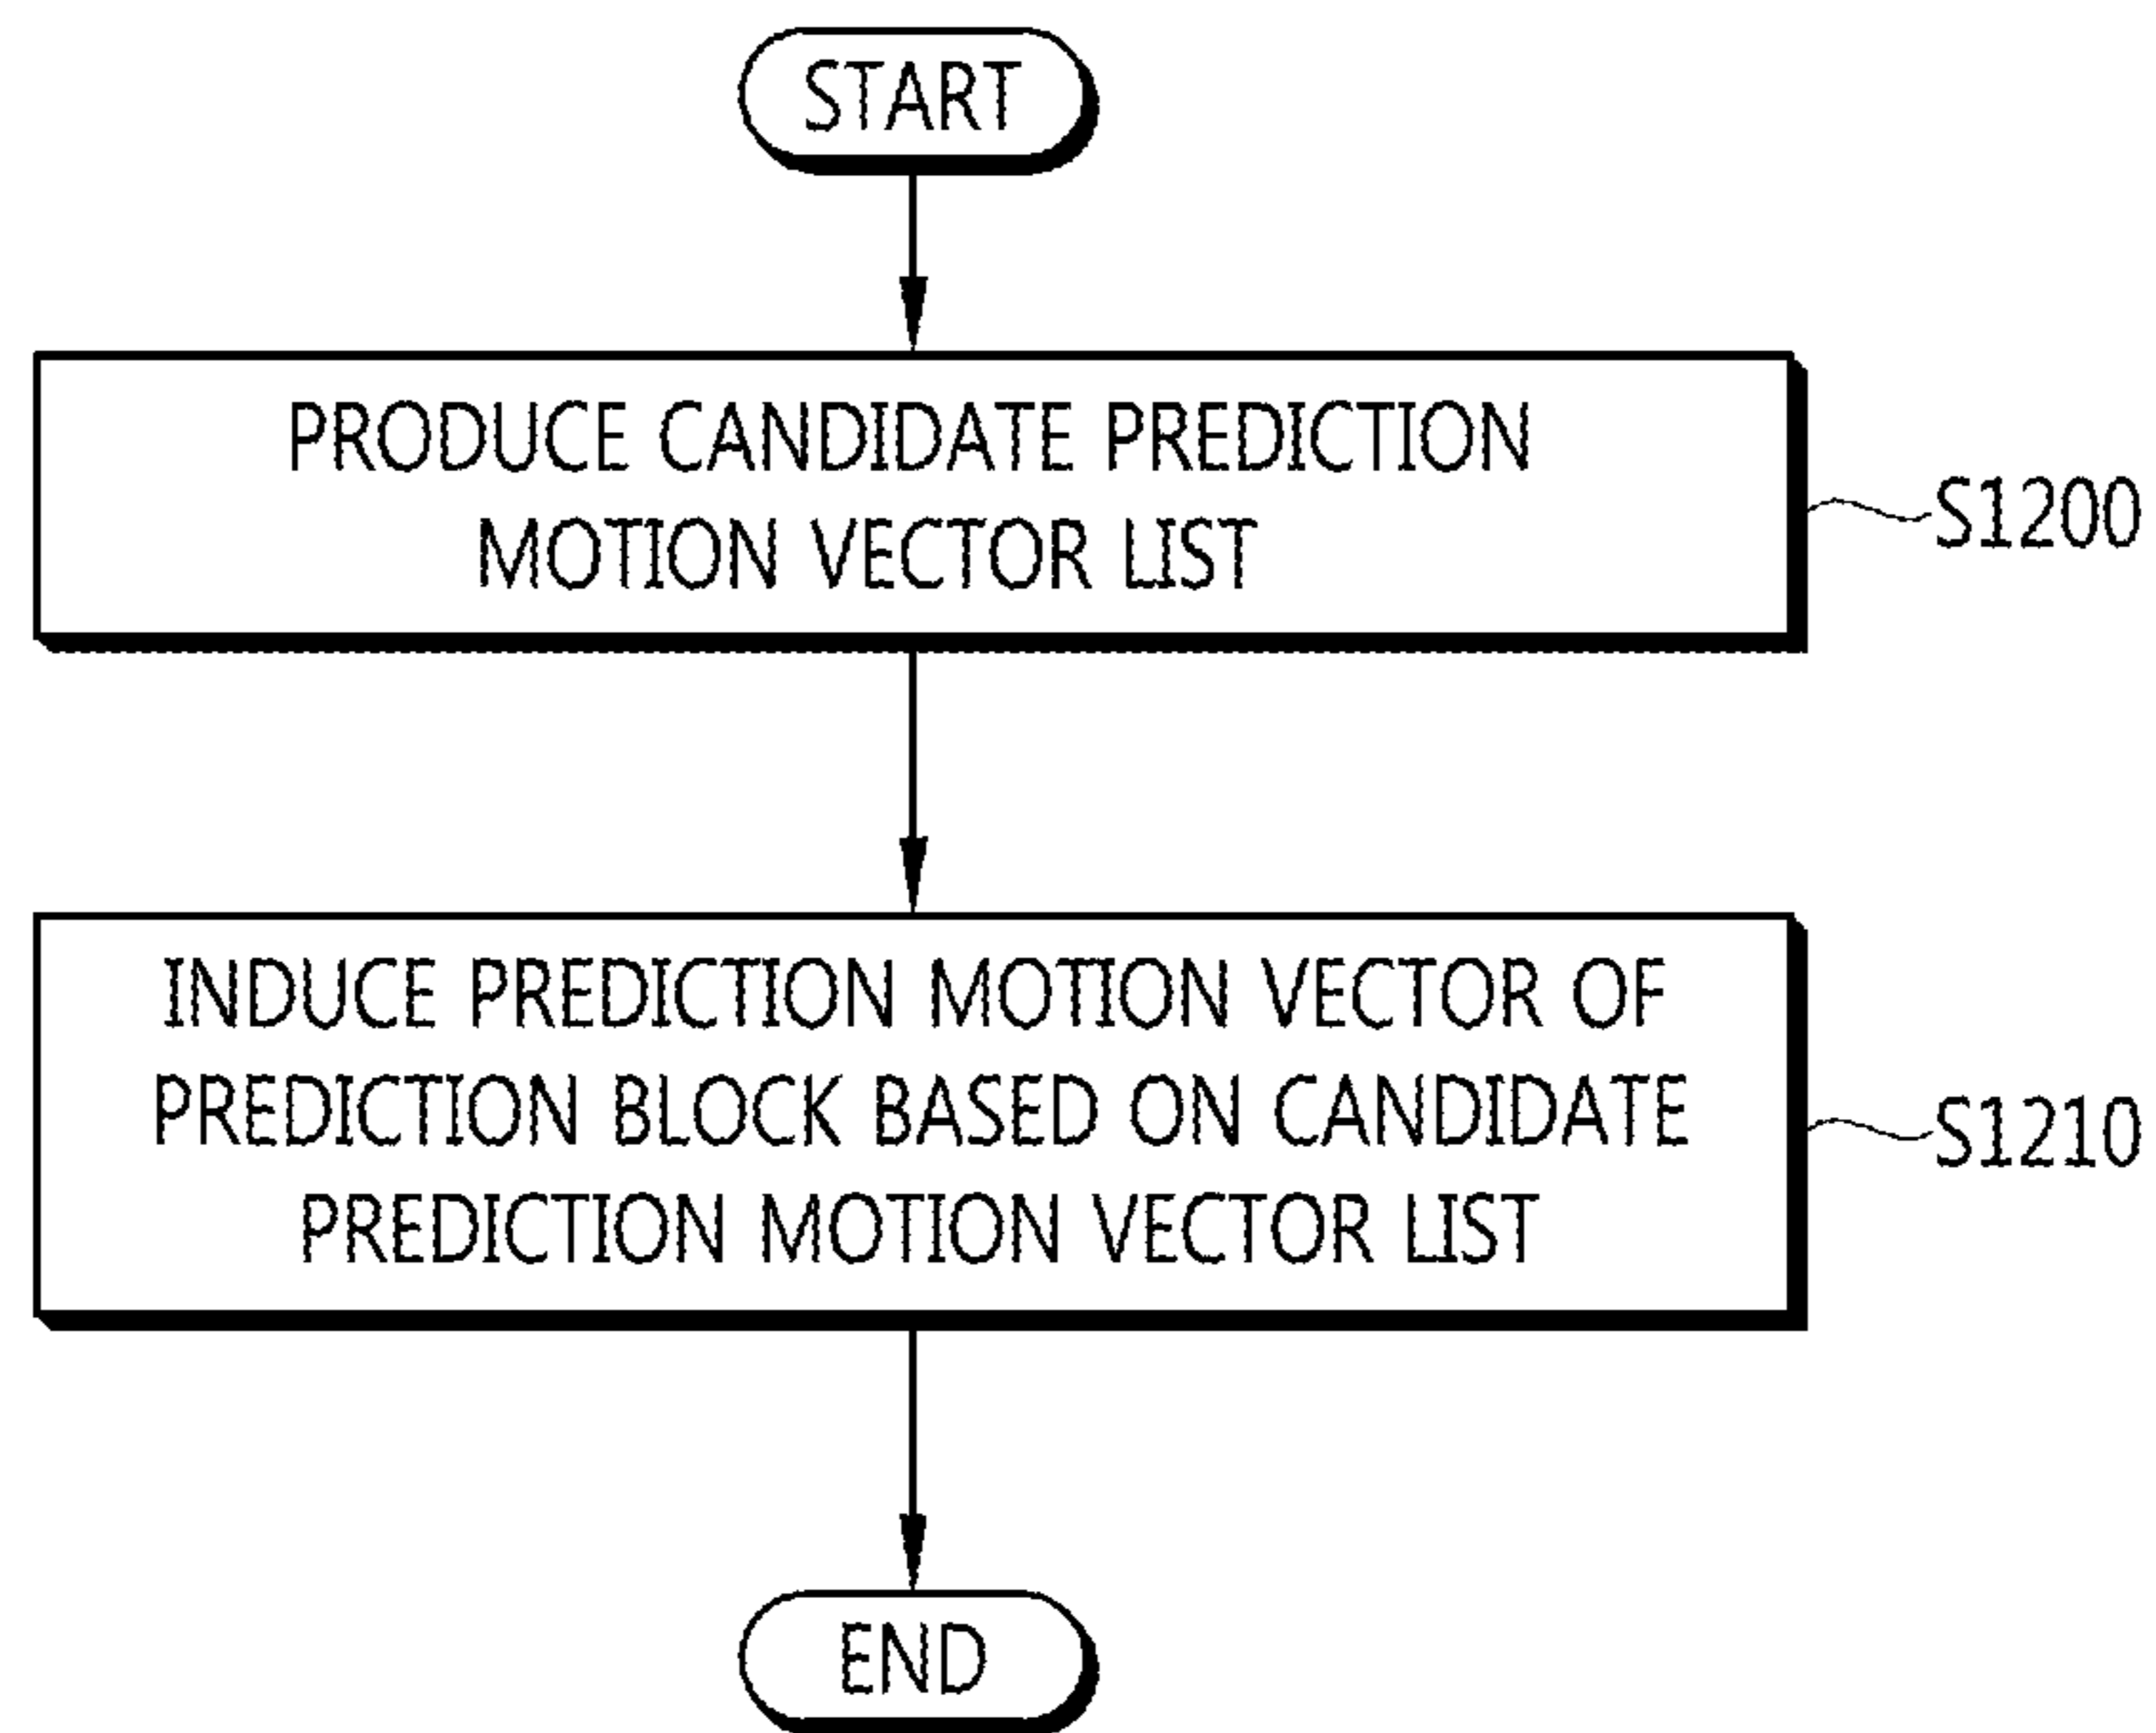 START
PRODUCE CANDIDATE PREDICTION
MOTION VECTOR LIST
S1200
INDUCE PREDICTION MOTION VECTOR OF
PREDICTION BLOCK BASED ON CANDIDATE
PREDICTION MOTION VECTOR LIST
S1210
END